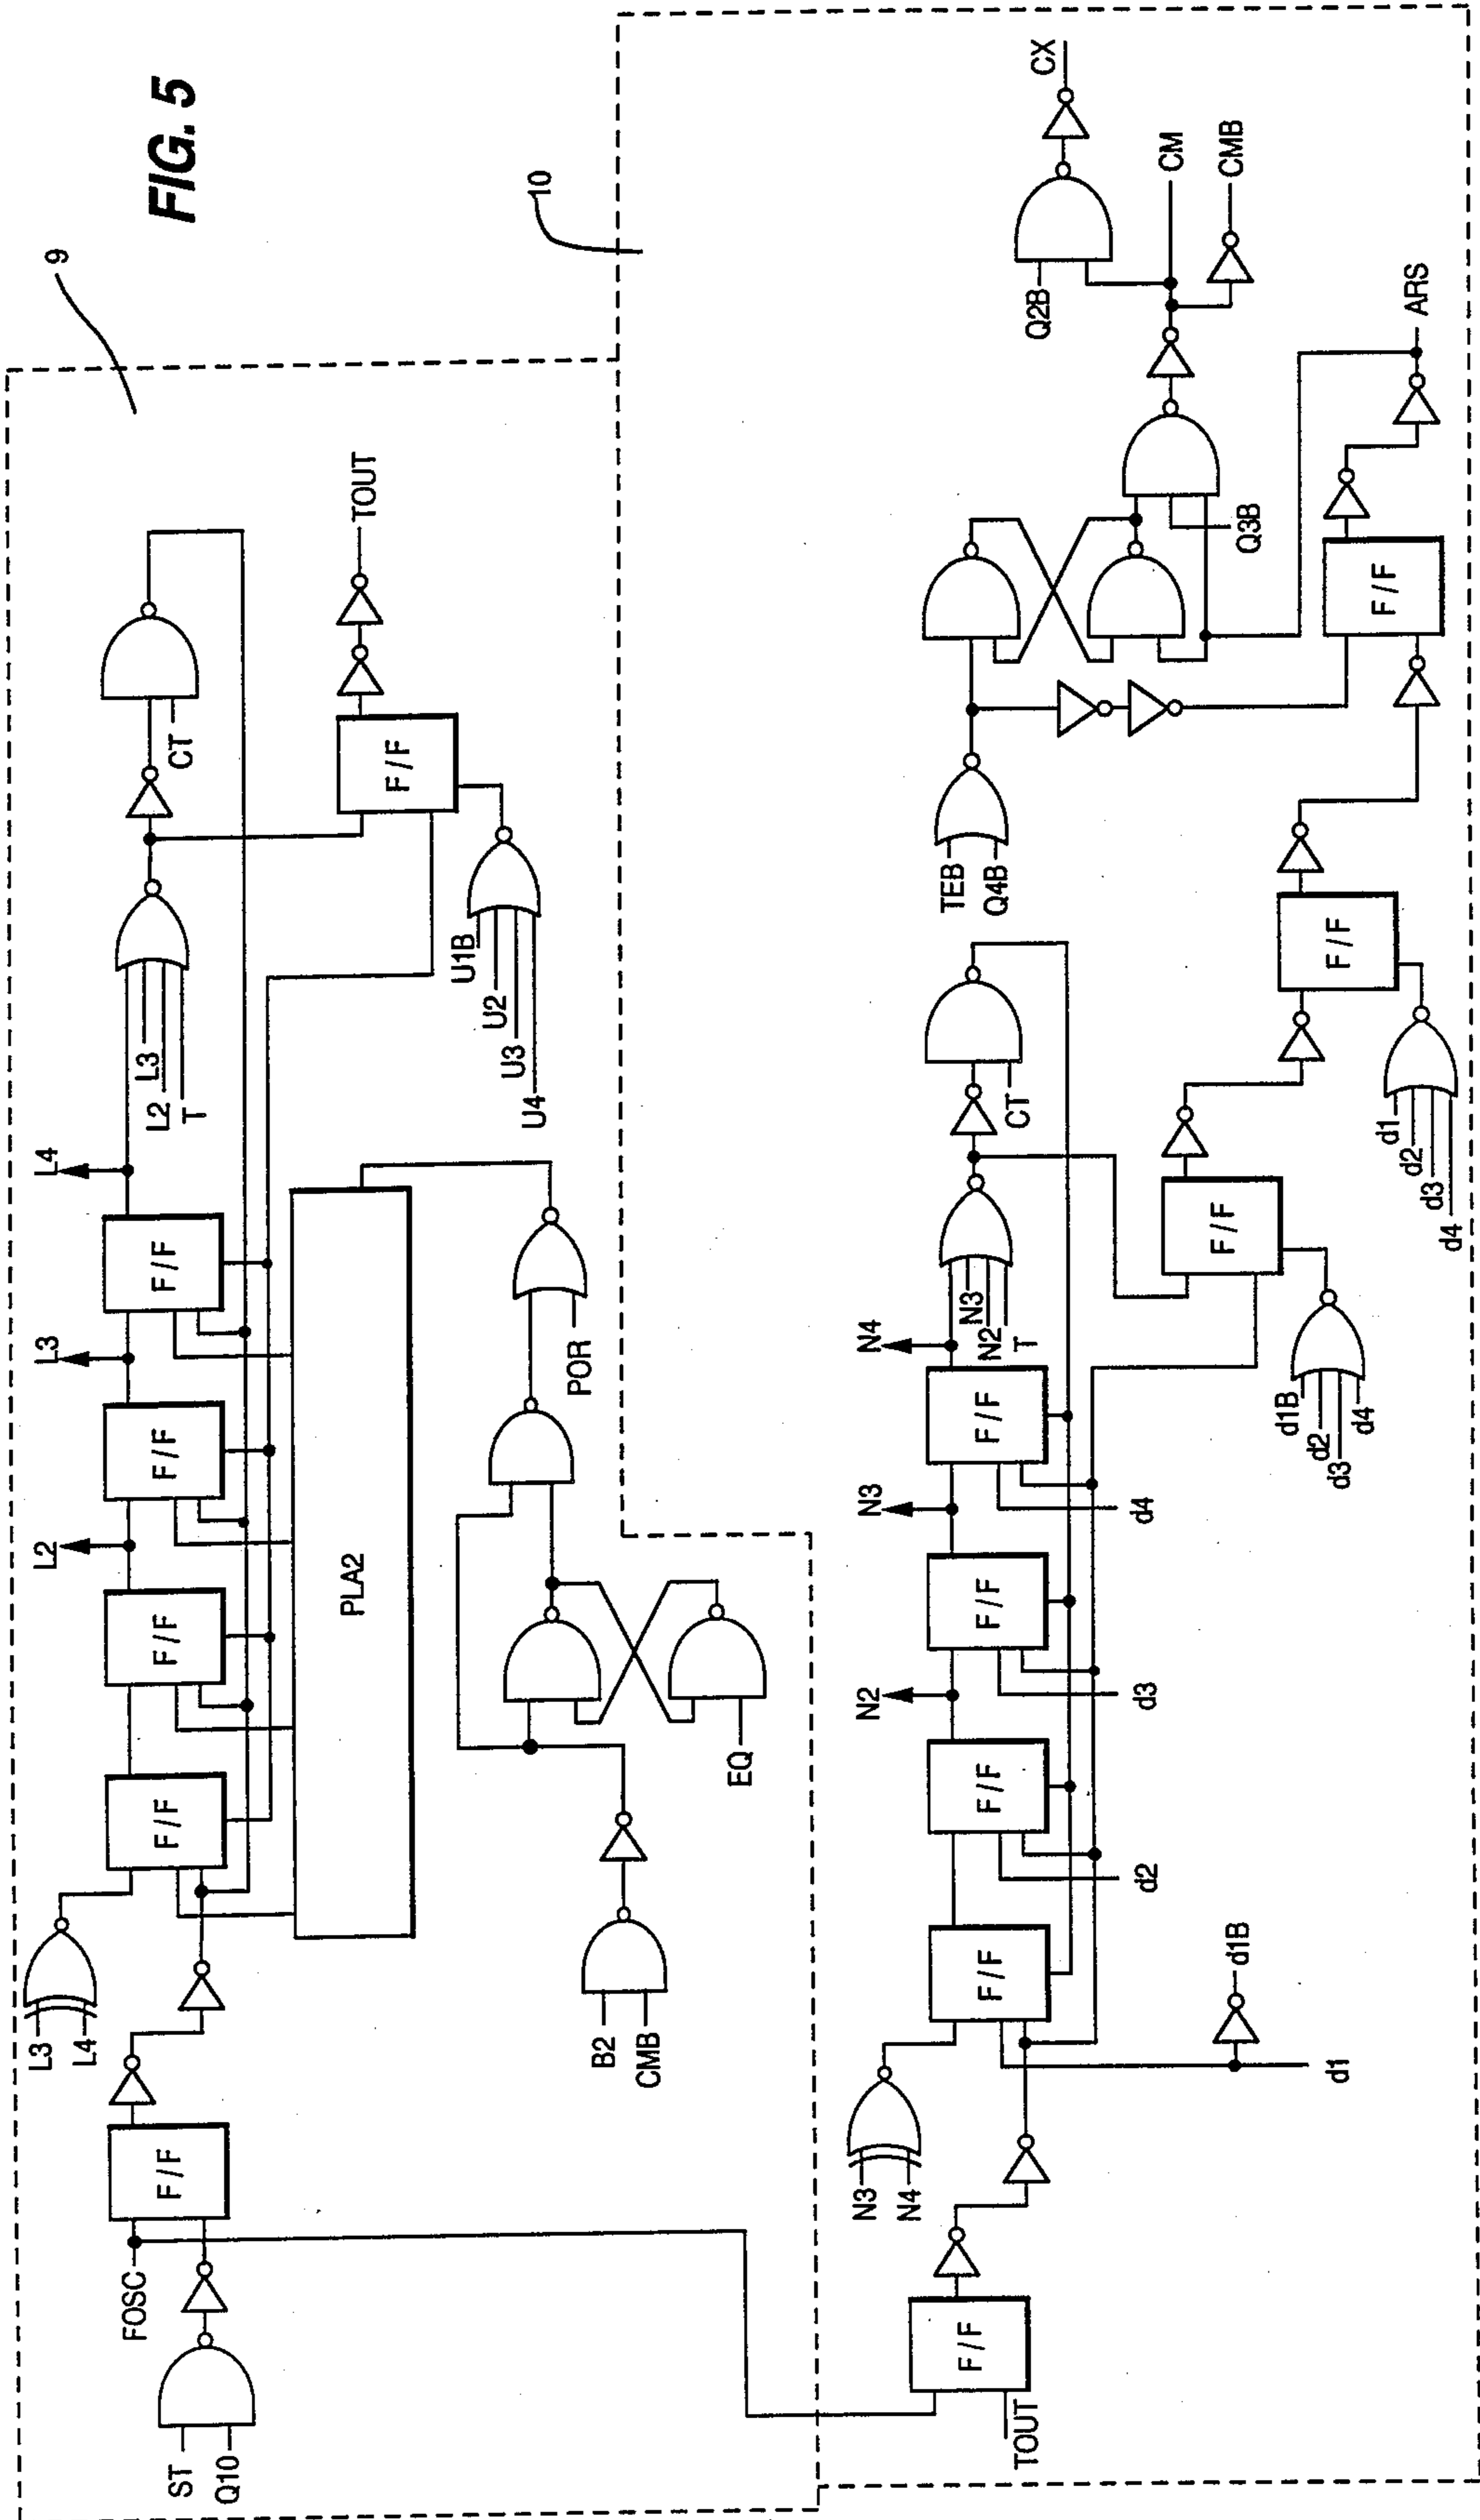 FIG. 5
9
10
ST
Q10
FOSC
F/F
L3
L4
F/F
F/F
L2
F/F
L3
F/F
L4
L3
L2
T
CT
TOUT
F/F
U1B
U2
U3
U4
PLA2
B2
CMB
EQ
POR
TOUT
F/F
N3
N4
F/F
d1
d1B
F/F
d2
N2
F/F
d3
N3
F/F
d4
N4
N3
N2
T
CT
F/F
d1B
d2
d3
d4
F/F
d1
d2
d3
d4
TEB
Q4B
F/F
Q3B
Q2B
CX
CM
CMB
ARS